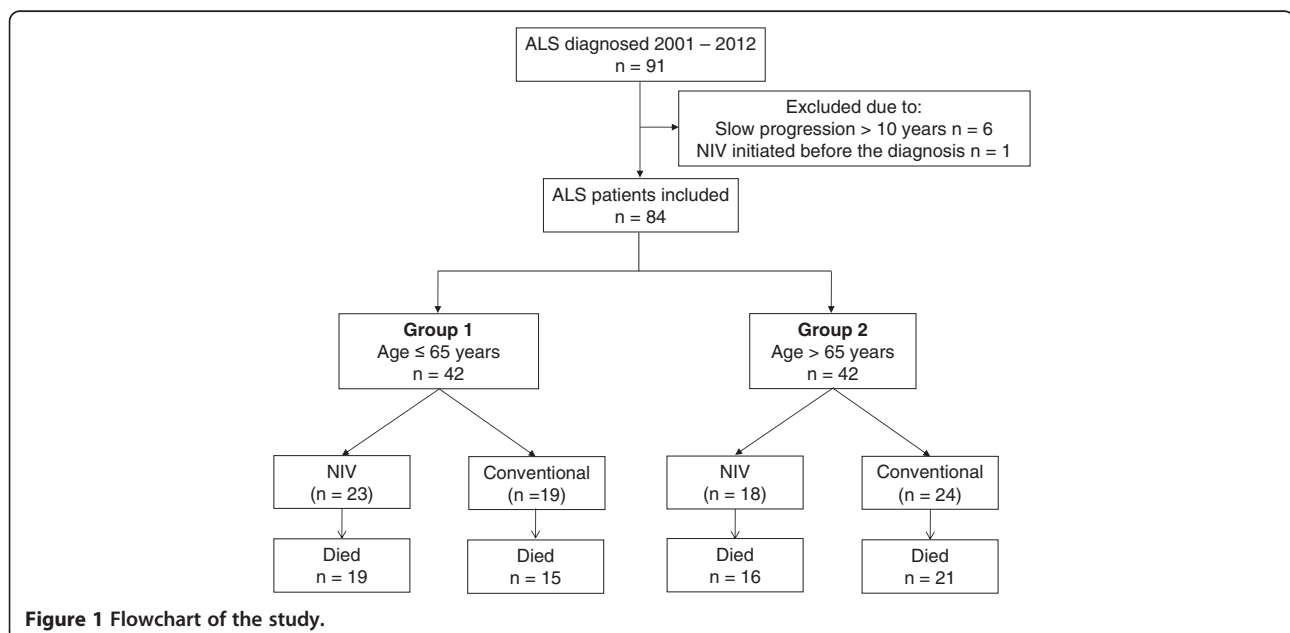 ALS diagnosed 2001 – 2012
n = 91
Excluded due to:
Slow progression > 10 years n = 6
NIV initiated before the diagnosis n = 1
ALS patients included
n = 84
Group 1
Age ≤ 65 years
n = 42
Group 2
Age > 65 years
n = 42
NIV
(n = 23)
Conventional
(n =19)
NIV
(n = 18)
Conventional
(n = 24)
Died
n = 19
Died
n = 15
Died
n = 16
Died
n = 21
Figure 1 Flowchart of the study.